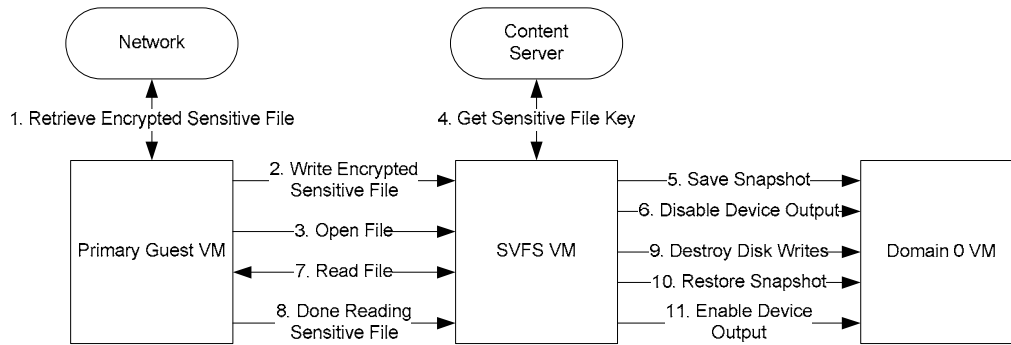 Network
Content
Server
1. Retrieve Encrypted Sensitive File
4. Get Sensitive File Key
Primary Guest VM
2. Write Encrypted
Sensitive File
3. Open File
7. Read File
8. Done Reading
Sensitive File
SVFS VM
5. Save Snapshot
6. Disable Device Output
9. Destroy Disk Writes
10. Restore Snapshot
11. Enable Device
Output
Domain 0 VM